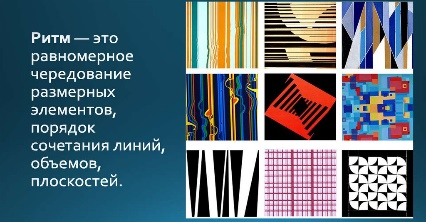 Ритм — это
равномерное
чередование
размерных
элементов,
порядок
сочетания линий,
объемов,
плоскостей.